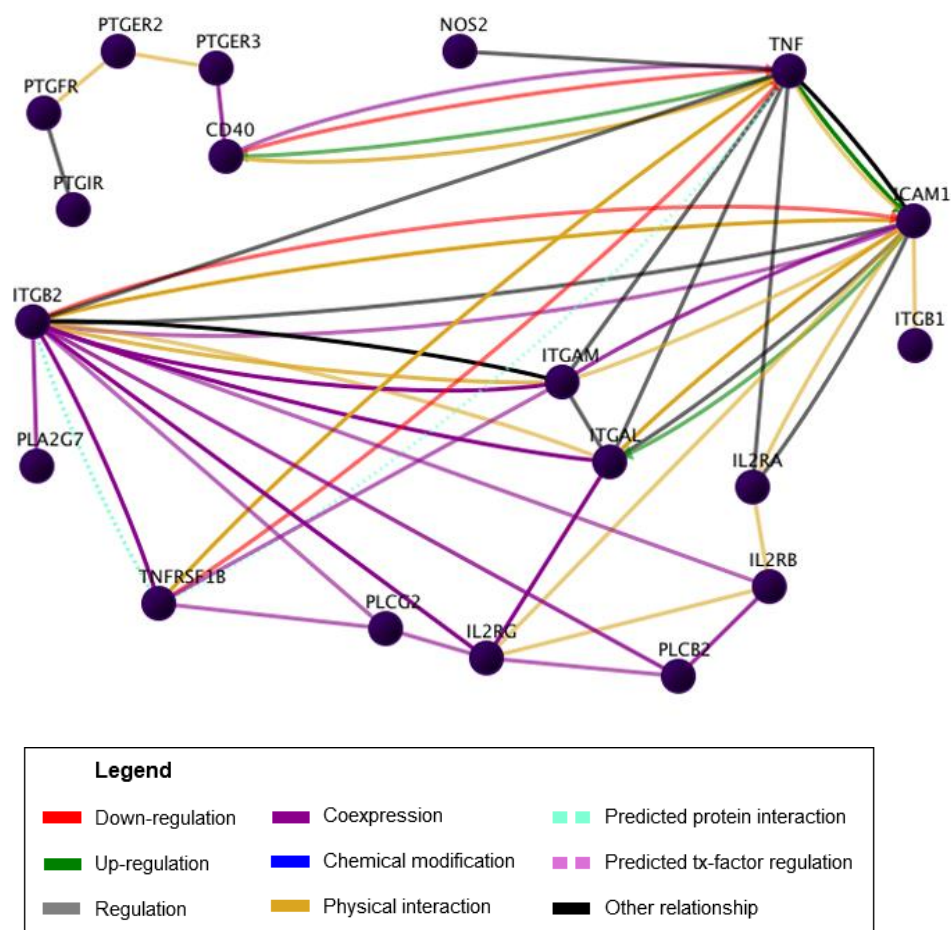 PTGER2
NOS2
PTGER3
TNF
PTGFR
CD40
PTGIR
ICAM1
ITGB2
ITGB1
ITGAM
PLA2G7
ITGAL
IL2RA
IL2RB
TNFRSF1B
PLCG2
IL2RG
PLCB2
Legend
Down-regulation
Coexpression
Predicted protein interaction
Up-regulation
Chemical modification
Predicted tx-factor regulation
Regulation
Physical interaction
Other relationship